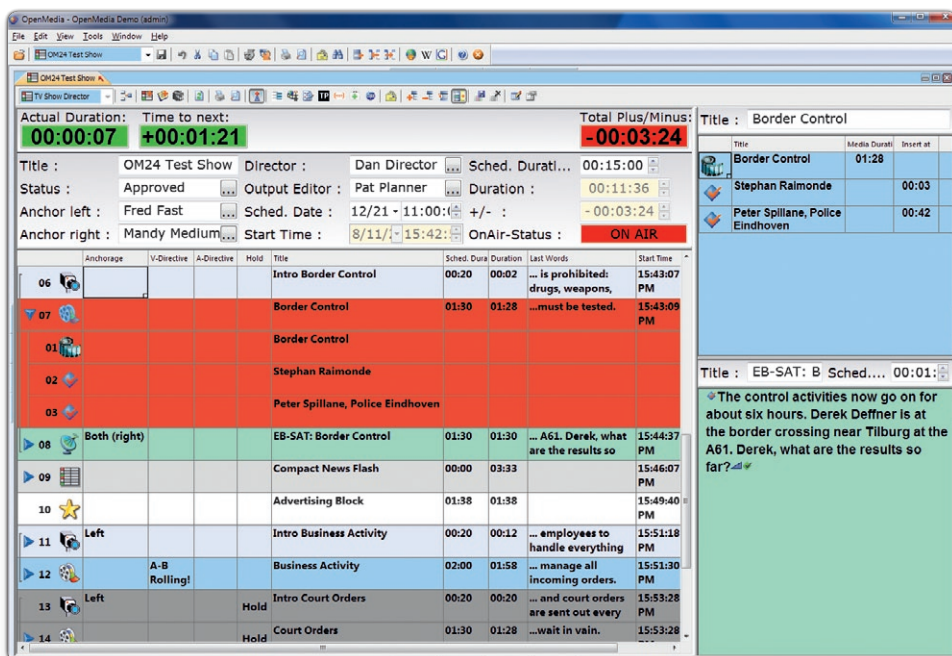 OpenMedia - OpenMedia Demo (admin)
File Edit View Tools Window Help
OM24 Test Show
OM24 Test Show
TV Show Director
Actual Duration: Time to next: Total Plus/Minus:
00:00:07 +00:01:21 -00:03:24
Title : OM24 Test Show Director : Dan Director Sched. Durati... 00:15:00
Status : Approved Output Editor : Pat Planner Duration : 00:11:36
Anchor left : Fred Fast Sched. Date : 12/21 11:00: +/- : -00:03:24
Anchor right : Mandy Medium Start Time : 8/11/ 15:42: OnAir-Status : ON AIR
Anchorage V-Directive A-Directive Hold Title Sched. Dura Duration Last Words Start Time
06 Intro Border Control 00:20 00:02 ... is prohibited: 15:43:07
drugs, weapons, PM
07 Border Control 01:30 01:28 ...must be tested. 15:43:09
PM
01 Border Control
02 Stephan Raimonde
03 Peter Spillane, Police Eindhoven
08 Both (right) EB-SAT: Border Control 01:30 01:30 ... A61. Derek, what 15:44:37
are the results so PM
09 Compact News Flash 00:00 03:33 15:46:07
PM
10 Advertising Block 01:38 01:38 15:49:40
PM
11 Left Intro Business Activity 00:20 00:12 ... employees to 15:51:18
handle everything PM
12 A-B Business Activity 02:00 01:58 ... manage all 15:51:30
Rolling! incoming orders. PM
13 Left Hold Intro Court Orders 00:20 00:20 ... and court orders 15:53:28
are sent out every PM
14 Hold Court Orders 01:30 01:28 ...wait in vain. 15:53:28
PM
Title : Border Control
Title Media Durati Insert at
Border Control 01:28
Stephan Raimonde 00:03
Peter Spillane, Police 00:42
Eindhoven
Title : EB-SAT: B Sched.... 00:01:
The control activities now go on for
about six hours. Derek Deffner is at
the border crossing near Tilburg at the
A61. Derek, what are the results so
far?